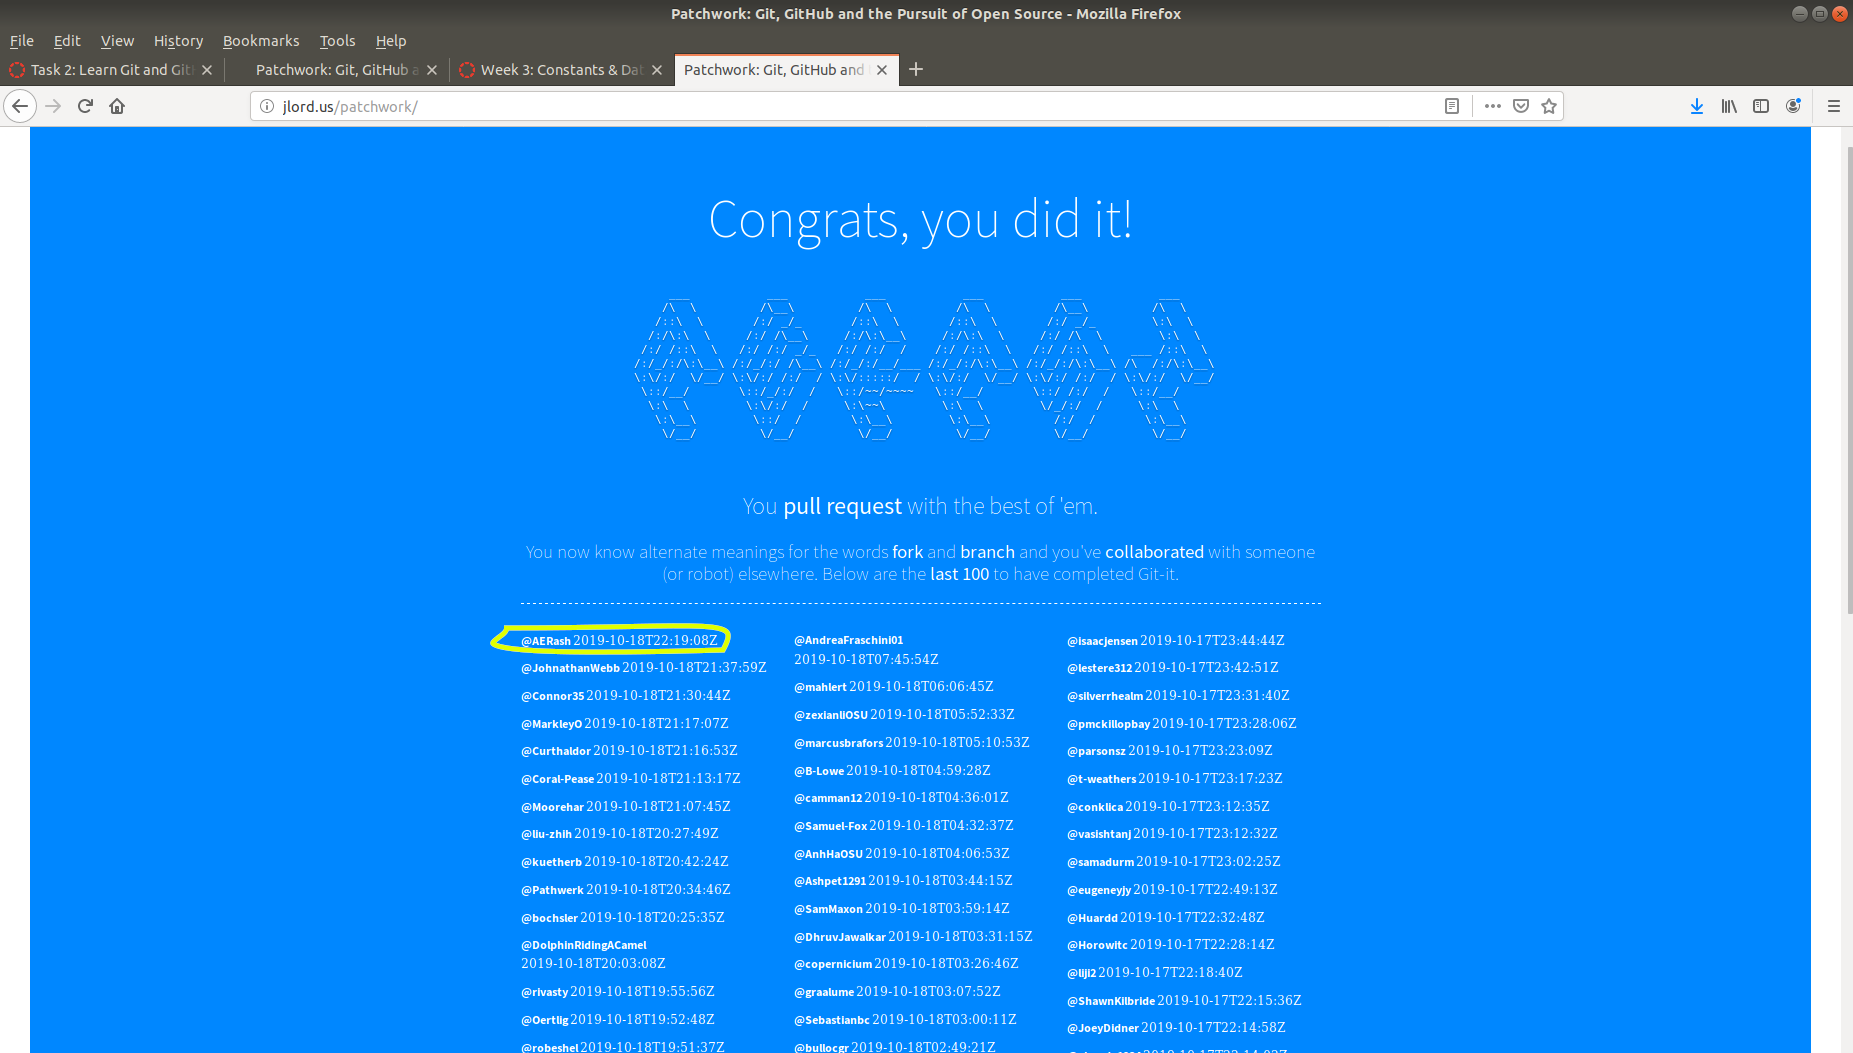 Patchwork: Git, GitHub and the Pursuit of Open Source - Mozilla Firefox
File Edit View History Bookmarks Tools Help
Task 2: Learn Git and Git
Patchwork: Git, GitHub a
Week 3: Constants & Dat
Patchwork: Git, GitHub and
jlord.us/patchwork/
Congrats, you did it!
You pull request with the best of 'em.
You now know alternate meanings for the words fork and branch and you've collaborated with someone
(or robot) elsewhere. Below are the last 100 to have completed Git-it.
@AERash 2019-10-18T22:19:08Z
@JohnathanWebb 2019-10-18T21:37:59Z
@Connor35 2019-10-18T21:30:44Z
@MarkleyO 2019-10-18T21:17:07Z
@Curthaldor 2019-10-18T21:16:53Z
@Coral-Pease 2019-10-18T21:13:17Z
@Moorehar 2019-10-18T21:07:45Z
@liu-zhih 2019-10-18T20:27:49Z
@kuetherb 2019-10-18T20:42:24Z
@Pathwerk 2019-10-18T20:34:46Z
@bochsler 2019-10-18T20:25:35Z
@DolphinRidingACamel
2019-10-18T20:03:08Z
@rivasty 2019-10-18T19:55:56Z
@Oertlig 2019-10-18T19:52:48Z
@robeshel 2019-10-18T19:51:37Z
@AndreaFraschini01
2019-10-18T07:45:54Z
@mahlert 2019-10-18T06:06:45Z
@zexianliOSU 2019-10-18T05:52:33Z
@marcusbrafors 2019-10-18T05:10:53Z
@B-Lowe 2019-10-18T04:59:28Z
@camman12 2019-10-18T04:36:01Z
@Samuel-Fox 2019-10-18T04:32:37Z
@AnhHaOSU 2019-10-18T04:06:53Z
@Ashpet1291 2019-10-18T03:44:15Z
@SamMaxon 2019-10-18T03:59:14Z
@DhruvJawalkar 2019-10-18T03:31:15Z
@copernicium 2019-10-18T03:26:46Z
@graalume 2019-10-18T03:07:52Z
@Sebastianbc 2019-10-18T03:00:11Z
@bullocgr 2019-10-18T02:49:21Z
@isaacjensen 2019-10-17T23:44:44Z
@lestere312 2019-10-17T23:42:51Z
@silverrhealm 2019-10-17T23:31:40Z
@pmckillopbay 2019-10-17T23:28:06Z
@parsonsz 2019-10-17T23:23:09Z
@t-weathers 2019-10-17T23:17:23Z
@conklica 2019-10-17T23:12:35Z
@vasishtanj 2019-10-17T23:12:32Z
@samadurm 2019-10-17T23:02:25Z
@eugeneyjy 2019-10-17T22:49:13Z
@Huardd 2019-10-17T22:32:48Z
@Horowitc 2019-10-17T22:28:14Z
@liji2 2019-10-17T22:18:40Z
@ShawnKilbride 2019-10-17T22:15:36Z
@JoeyDidner 2019-10-17T22:14:58Z